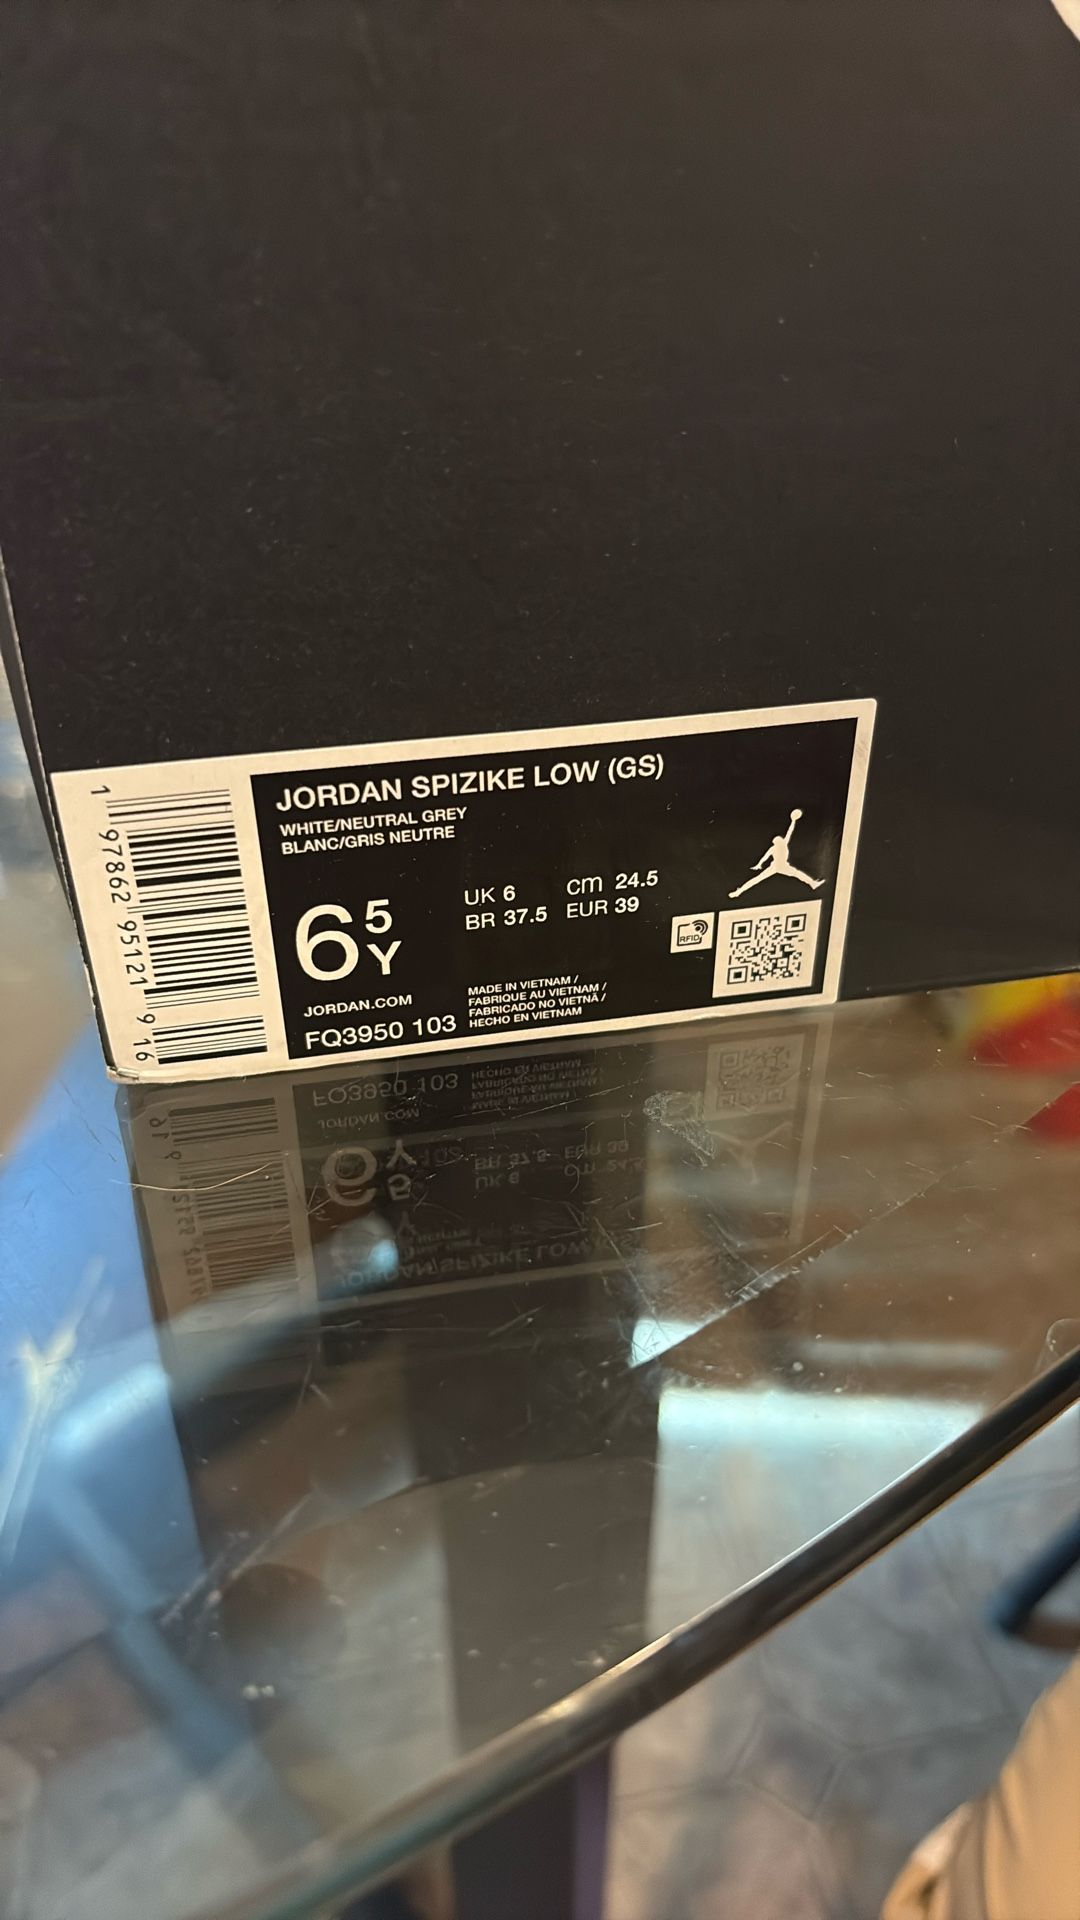 JORDAN SPIZIKE LOW (GS)
WHITE/NEUTRAL GREY
BLANC/GRIS NEUTRE
6 5 Y
UK 6 cm 24.5
BR 37.5 EUR 39
RFID
JORDAN.COM
FQ3950 103
MADE IN VIETNAM /
FABRIQUE AU VIETNAM /
FABRICADO NO VIETNÃ /
HECHO EN VIETNAM
1 97862 95121 9 16